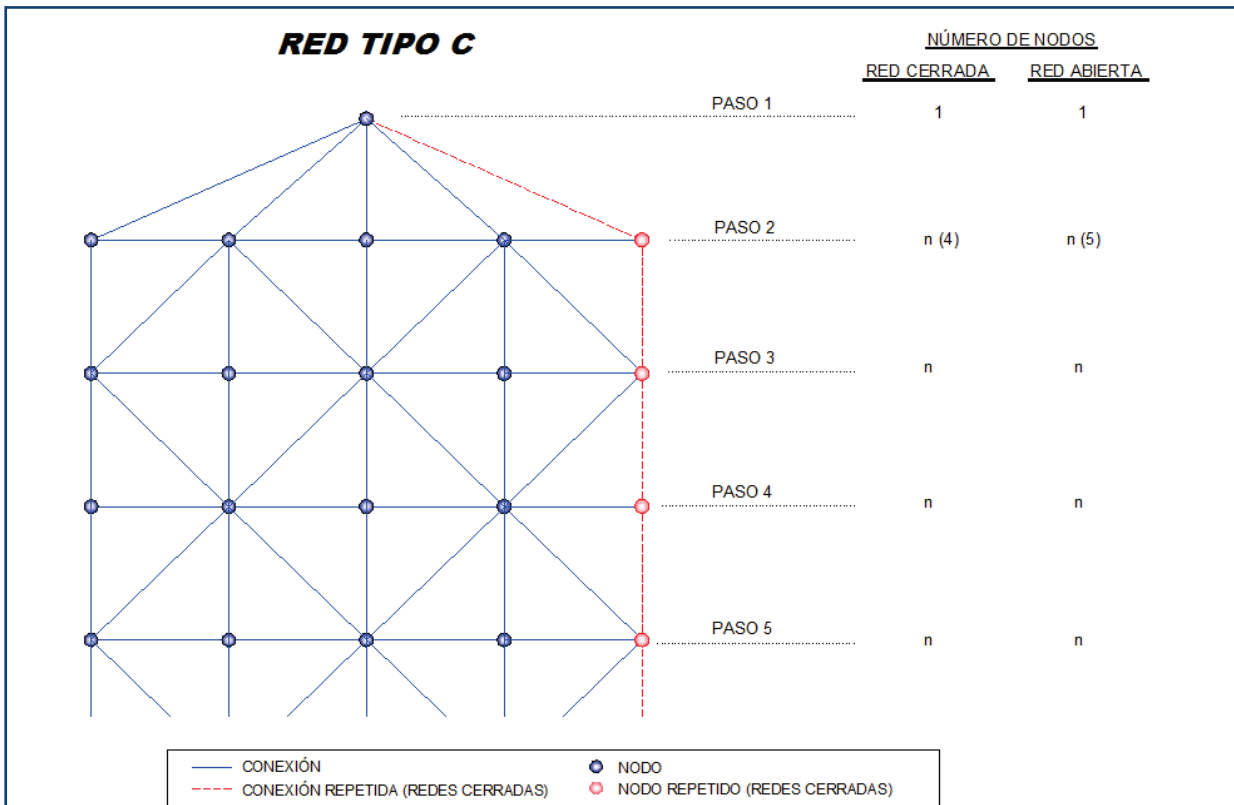 RED TIPO C
NÚMERO DE NODOS
RED CERRADA RED ABIERTA
PASO 1 1 1
PASO 2 n (4) n (5)
PASO 3 n n
PASO 4 n n
PASO 5 n n
CONEXIÓN NODO
CONEXIÓN REPETIDA (REDES CERRADAS) NODO REPETIDO (REDES CERRADAS)